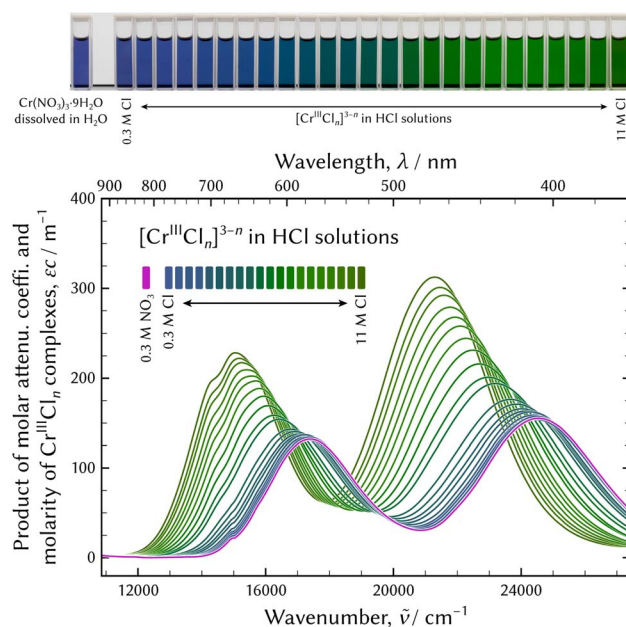 Cr(NO₃)₃·9H₂O
dissolved in H₂O
0.3 M Cl
[CrᴵᴵᴵClₙ]³⁻ⁿ in HCl solutions
11 M Cl
Wavelength, λ / nm
900 800 700 600 500 400
400
300
200
100
0
Product of molar attenu. coeffi. and
molarity of CrᴵᴵᴵClₙ complexes, εc / m⁻¹
[CrᴵᴵᴵClₙ]³⁻ⁿ in HCl solutions
0.3 M NO₃
0.3 M Cl
11 M Cl
12000 16000 20000 24000
Wavenumber, ν̃ / cm⁻¹